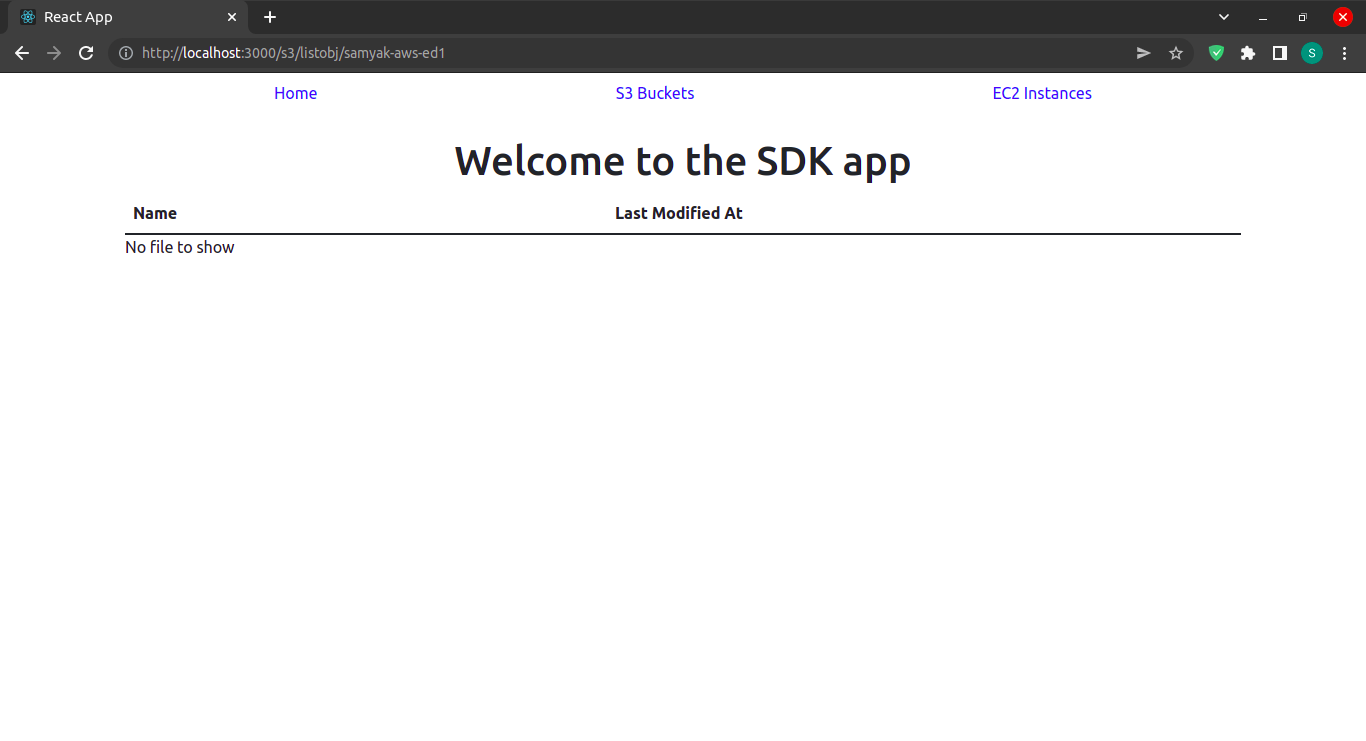 React App
http://localhost:3000/s3/listobj/samyak-aws-ed1
S
Home S3 Buckets EC2 Instances
Welcome to the SDK app
Name Last Modified At
No file to show